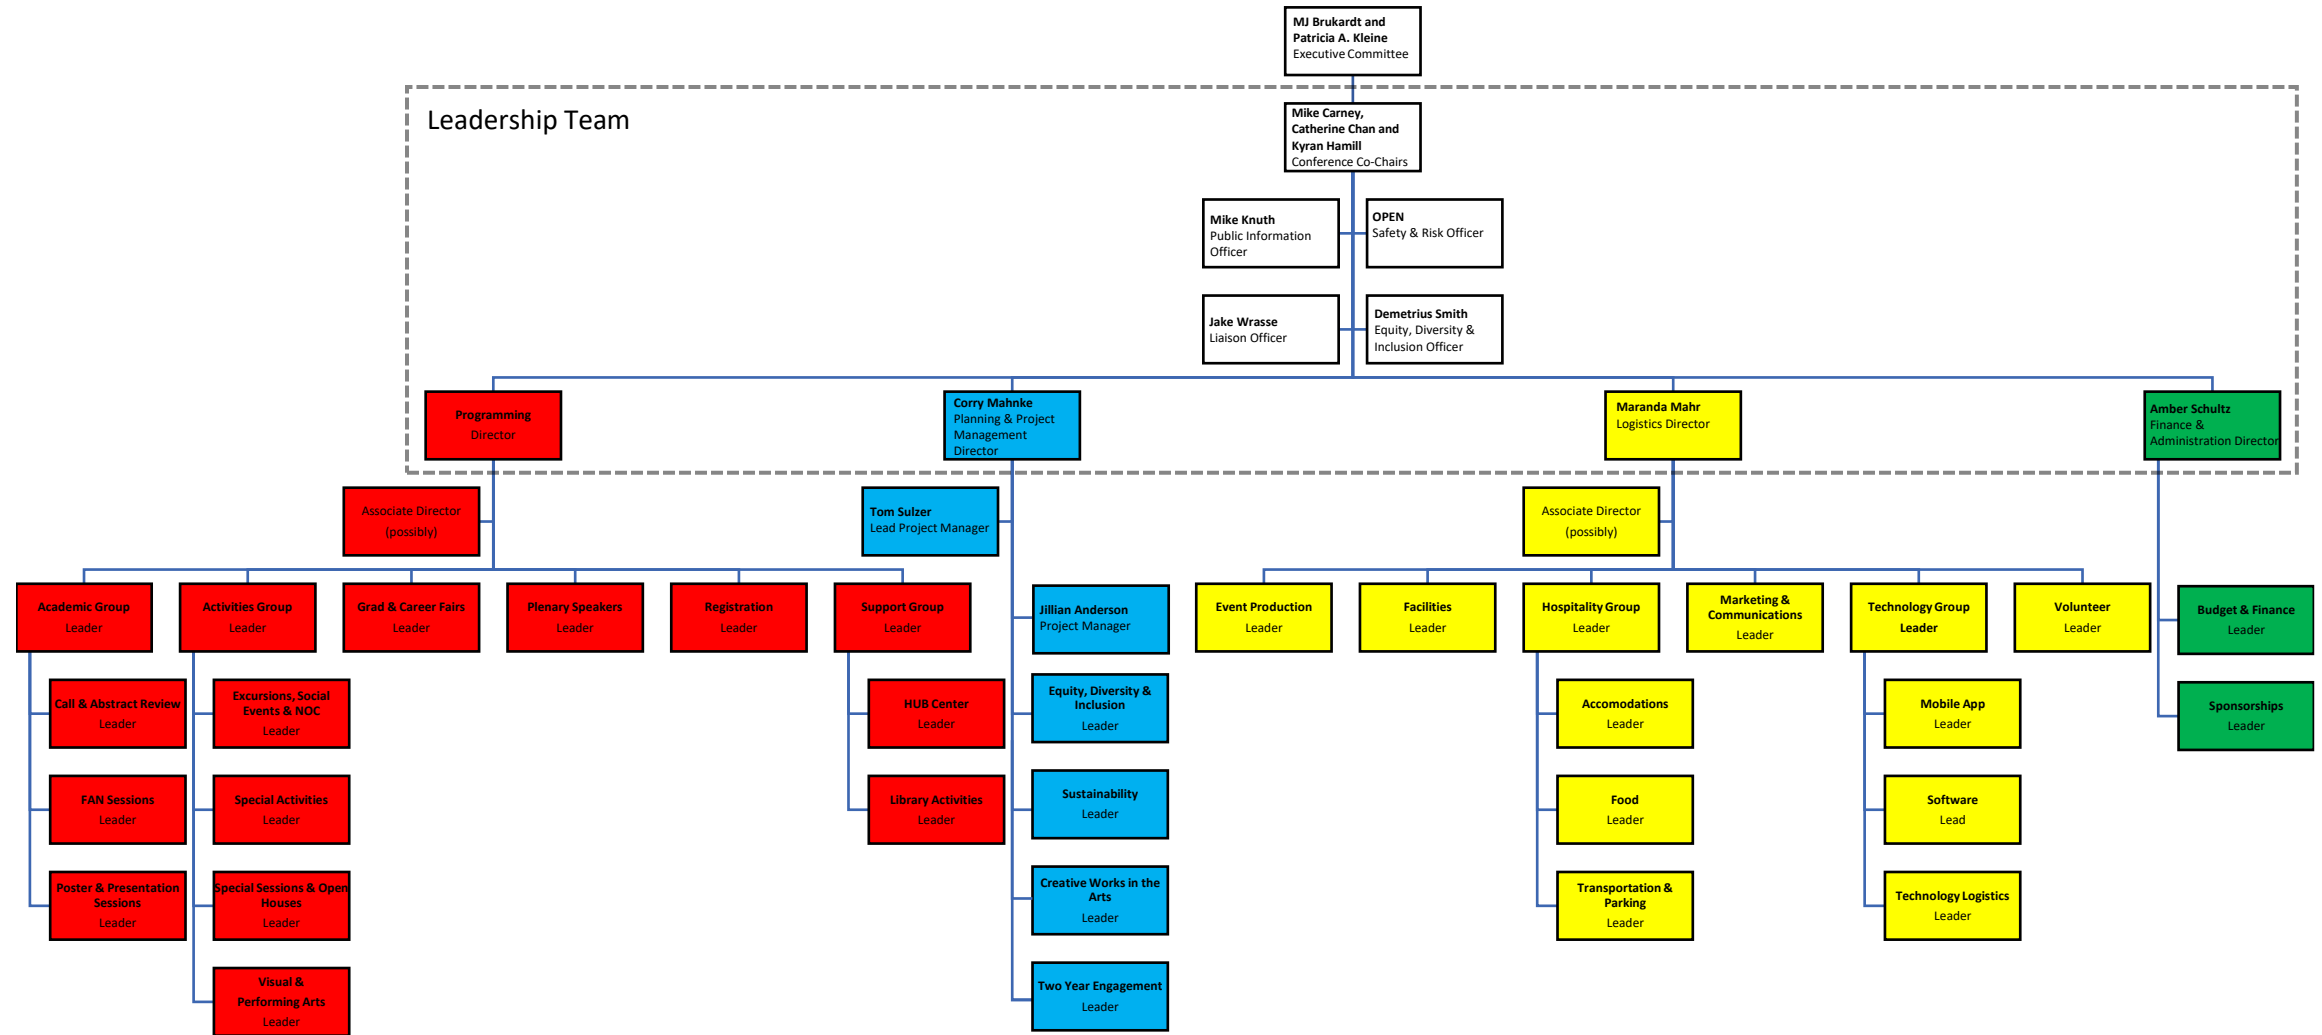 MJ Brukardt and
Patricia A. Kleine
Executive Committee
Leadership Team
Mike Carney,
Catherine Chan and
Kyran Hamill
Conference Co-Chairs
Mike Knuth
Public Information
Officer
OPEN
Safety & Risk Officer
Jake Wrasse
Liaison Officer
Demetrius Smith
Equity, Diversity &
Inclusion Officer
Programming
Director
Corry Mahnke
Planning & Project
Management
Director
Maranda Mahr
Logistics Director
Amber Schultz
Finance &
Administration Director
Associate Director
(possibly)
Tom Sulzer
Lead Project Manager
Associate Director
(possibly)
Academic Group
Leader
Activities Group
Leader
Grad & Career Fairs
Leader
Plenary Speakers
Leader
Registration
Leader
Support Group
Leader
Jillian Anderson
Project Manager
Event Production
Leader
Facilities
Leader
Hospitality Group
Leader
Marketing &
Communications
Leader
Technology Group
Leader
Volunteer
Leader
Budget & Finance
Leader
Call & Abstract Review
Leader
Excursions, Social
Events & NOC
Leader
HUB Center
Leader
Equity, Diversity &
Inclusion
Leader
Accomodations
Leader
Mobile App
Leader
Sponsorships
Leader
FAN Sessions
Leader
Special Activities
Leader
Library Activities
Leader
Sustainability
Leader
Food
Leader
Software
Lead
Poster & Presentation
Sessions
Leader
Special Sessions & Open
Houses
Leader
Creative Works in the
Arts
Leader
Transportation &
Parking
Leader
Technology Logistics
Leader
Visual &
Performing Arts
Leader
Two Year Engagement
Leader